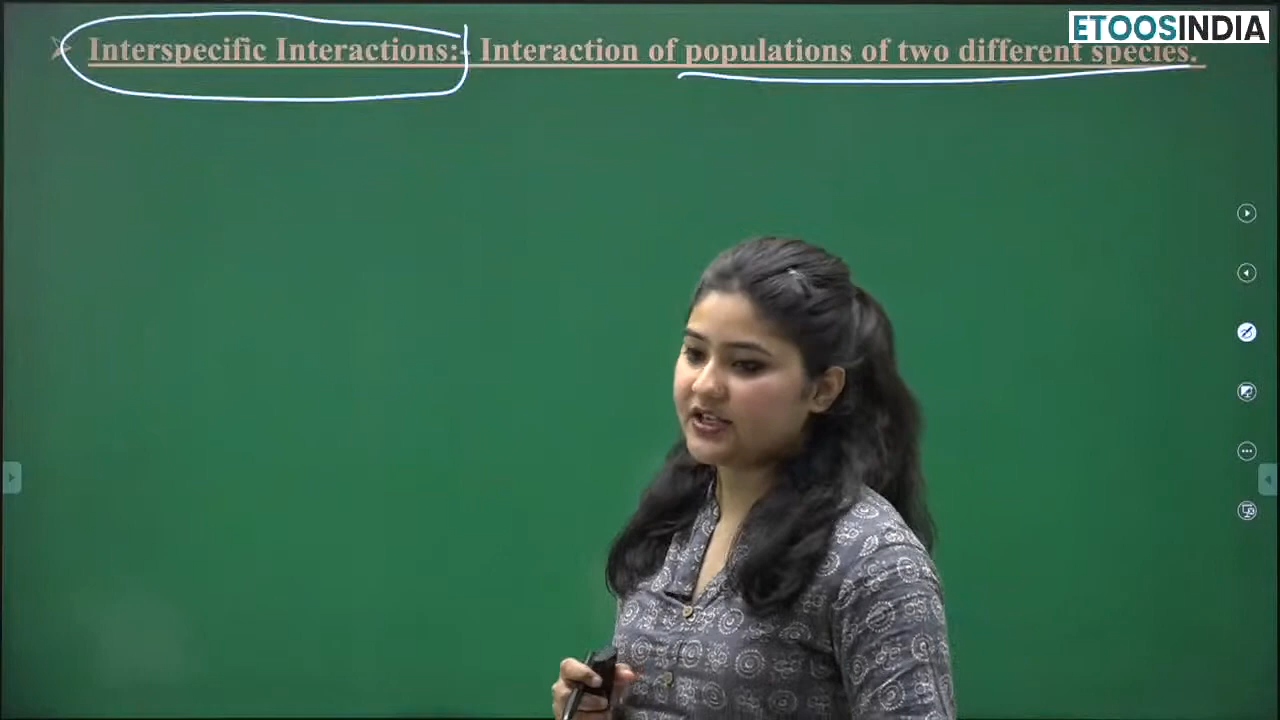 ETOOSINDIA
Interspecific Interactions:- Interaction of populations of two different species.